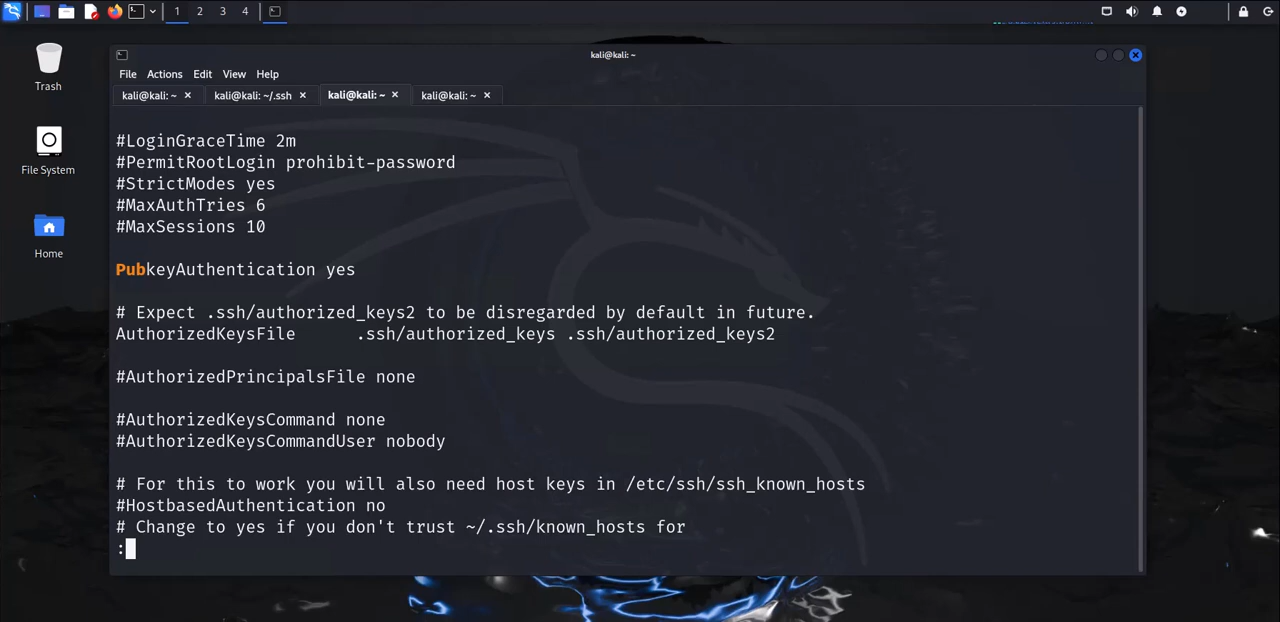 1 2 3 4
kali@kali: ~
File Actions Edit View Help
kali@kali: ~ × kali@kali: ~/.ssh × kali@kali: ~ × kali@kali: ~ ×
Trash
File System
Home
#LoginGraceTime 2m
#PermitRootLogin prohibit-password
#StrictModes yes
#MaxAuthTries 6
#MaxSessions 10
PubkeyAuthentication yes
# Expect .ssh/authorized_keys2 to be disregarded by default in future.
AuthorizedKeysFile      .ssh/authorized_keys .ssh/authorized_keys2
#AuthorizedPrincipalsFile none
#AuthorizedKeysCommand none
#AuthorizedKeysCommandUser nobody
# For this to work you will also need host keys in /etc/ssh/ssh_known_hosts
#HostbasedAuthentication no
# Change to yes if you don't trust ~/.ssh/known_hosts for
: